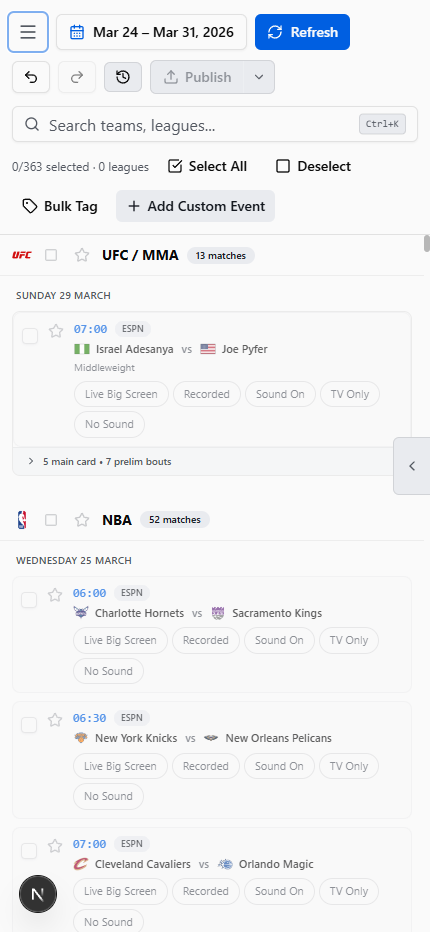 Mar 24 – Mar 31, 2026
Refresh
Publish
Search teams, leagues...
Ctrl+K
0/363 selected · 0 leagues
Select All
Deselect
Bulk Tag
Add Custom Event
UFC
UFC / MMA
13 matches
SUNDAY 29 MARCH
07:00 ESPN
Israel Adesanya vs Joe Pyfer
Middleweight
Live Big Screen Recorded Sound On TV Only
No Sound
5 main card • 7 prelim bouts
NBA
52 matches
WEDNESDAY 25 MARCH
06:00 ESPN
Charlotte Hornets vs Sacramento Kings
Live Big Screen Recorded Sound On TV Only
No Sound
06:30 ESPN
New York Knicks vs New Orleans Pelicans
Live Big Screen Recorded Sound On TV Only
No Sound
07:00 ESPN
Cleveland Cavaliers vs Orlando Magic
Live Big Screen Recorded Sound On TV Only
No Sound
N